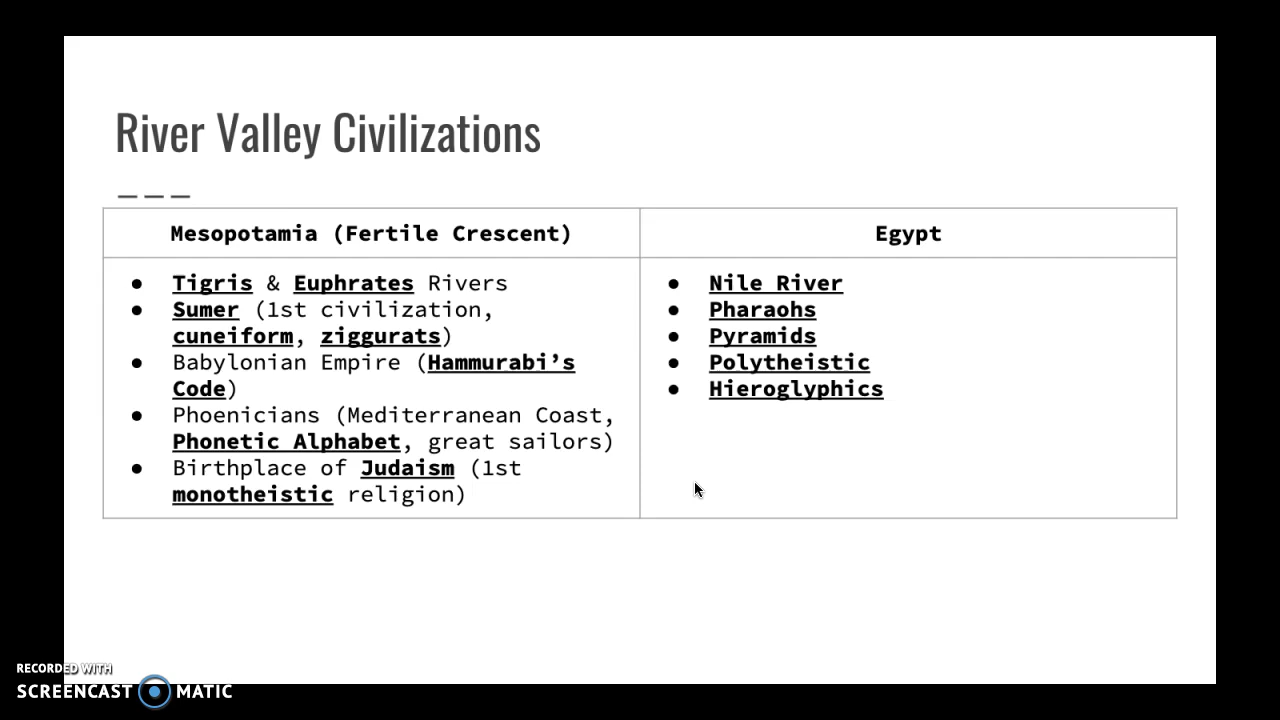 River Valley Civilizations
Mesopotamia (Fertile Crescent)
● Tigris & Euphrates Rivers
● Sumer (1st civilization,
cuneiform, ziggurats)
● Babylonian Empire (Hammurabi’s
Code)
● Phoenicians (Mediterranean Coast,
Phonetic Alphabet, great sailors)
● Birthplace of Judaism (1st
monotheistic religion)
Egypt
● Nile River
● Pharaohs
● Pyramids
● Polytheistic
● Hieroglyphics
RECORDED WITH
SCREENCAST MATIC